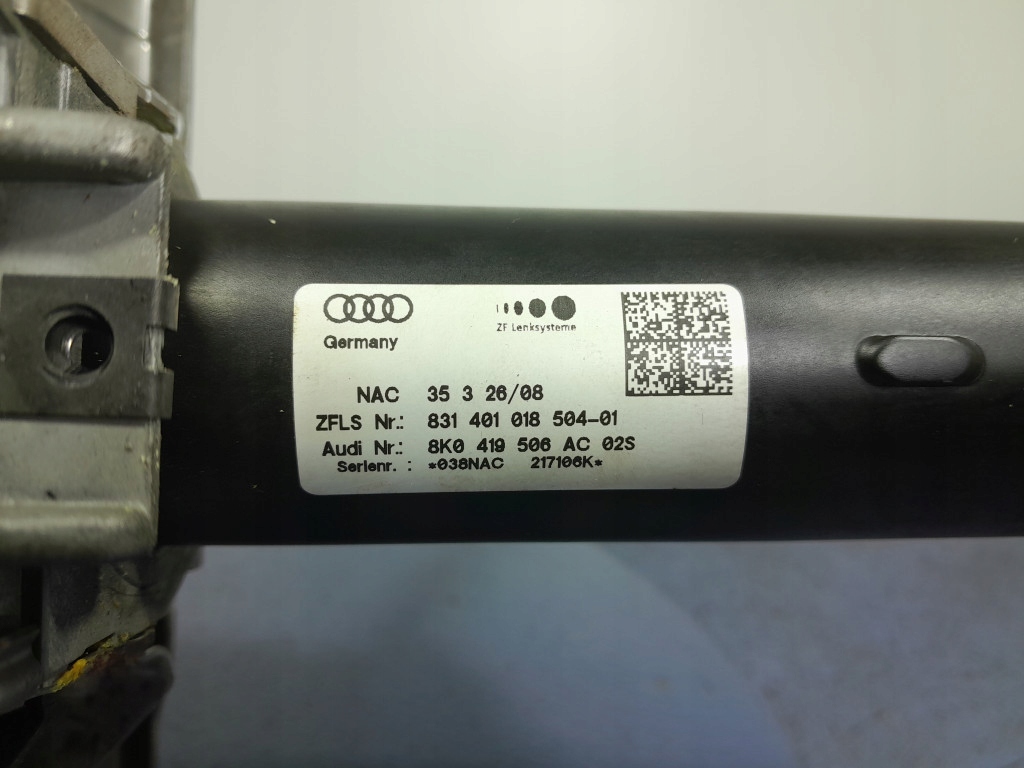 Germany
ZF Lenksysteme
NAC 35 3 26/08
ZFLS Nr.: 831 401 018 504-01
Audi Nr.: 8K0 419 506 AC 02S
Serienr. : *038NAC 217106K*